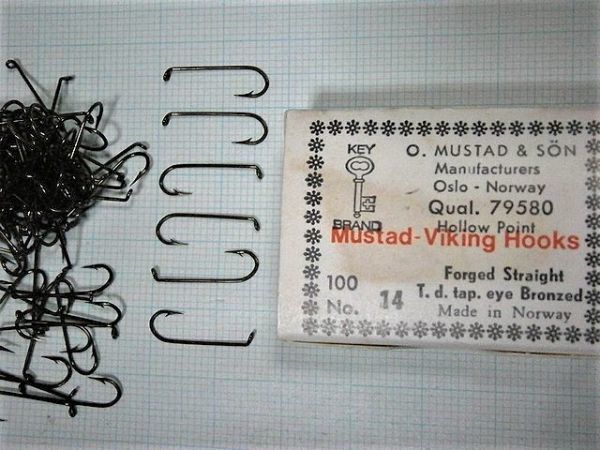 KEY
BRAND
O. MUSTAD & SÖN
Manufacturers
Oslo - Norway
Qual. 79580
Hollow Point
Mustad-Viking Hooks
100
No. 14
Forged Straight
T. d. tap. eye Bronzed
Made in Norway